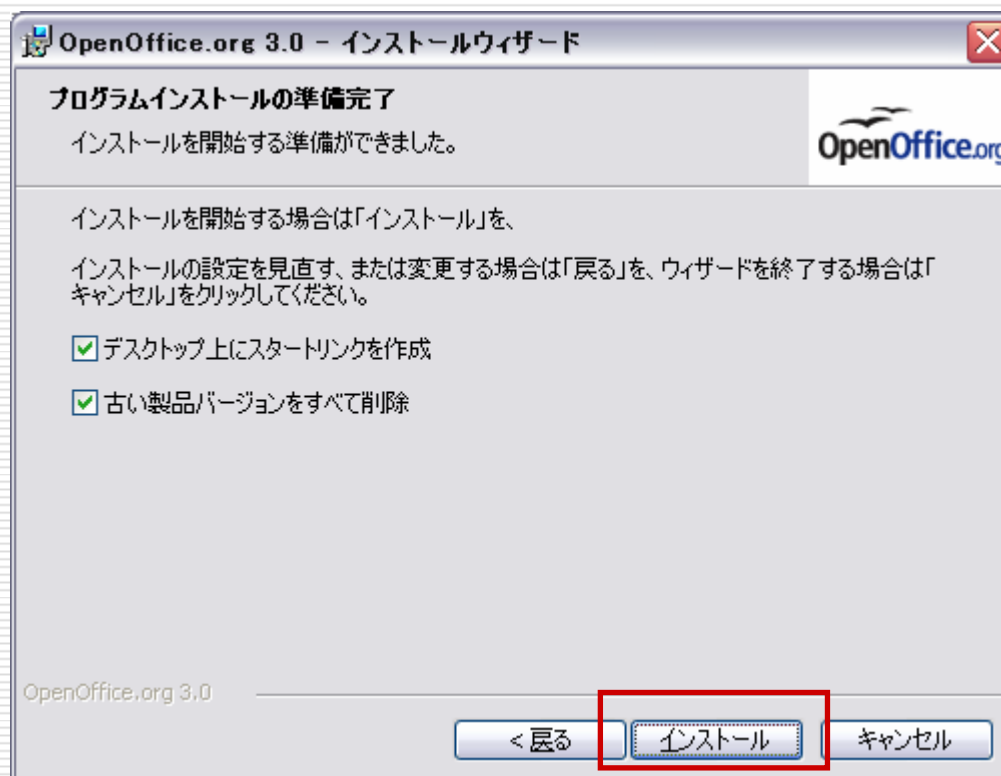 OpenOffice.org 3.0 - インストールウィザード
プログラムインストールの準備完了
インストールを開始する準備ができました。
OpenOffice.org
インストールを開始する場合は「インストール」を、
インストールの設定を見直す、または変更する場合は「戻る」を、ウィザードを終了する場合は「
キャンセル」をクリックしてください。
デスクトップ上にスタートリンクを作成
古い製品バージョンをすべて削除
OpenOffice.org 3.0
< 戻る インストール キャンセル